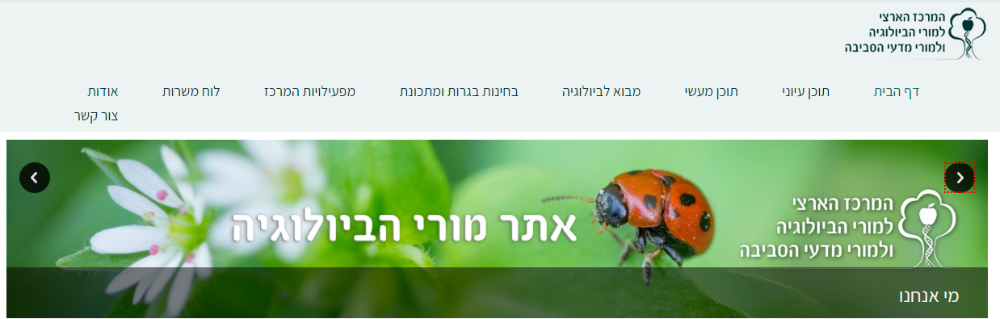 המרכז הארצי
למורי הביולוגיה
ולמורי מדעי הסביבה
דף הבית
תוכן עיוני
תוכן מעשי
מבוא לביולוגיה
בחינות בגרות ומתכונת
מפעילויות המרכז
לוח משרות
אודות
צור קשר
המרכז הארצי
למורי הביולוגיה
ולמורי מדעי הסביבה
אתר מורי הביולוגיה
מי אנחנו